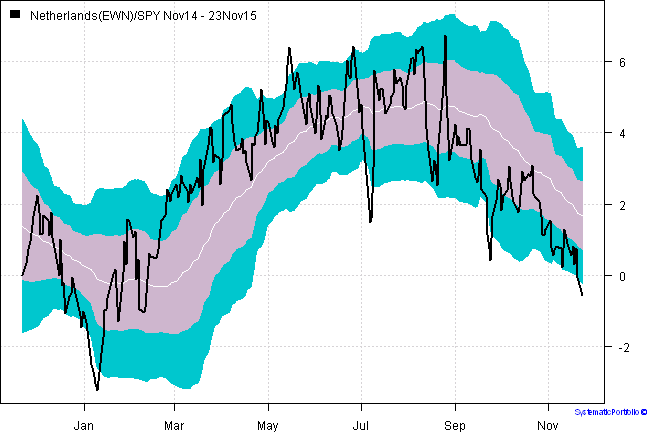 Netherlands(EWN)/SPY Nov14 - 23Nov15
6
4
2
0
-2
Jan Mar May Jul Sep Nov
SystematicPortfolio ©